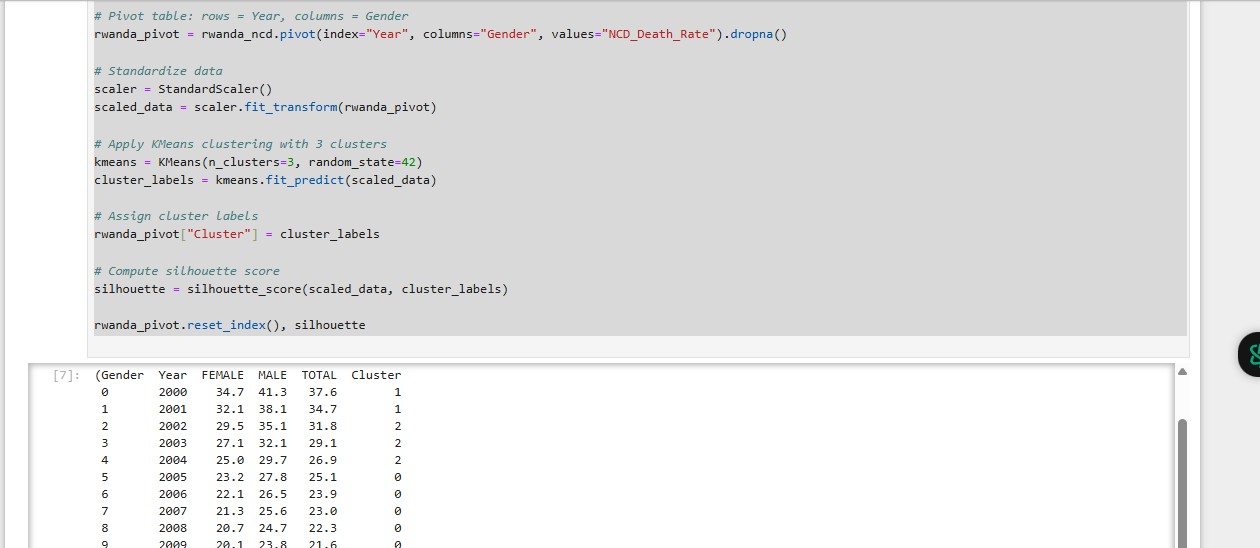 # Pivot table: rows = Year, columns = Gender
rwanda_pivot = rwanda_ncd.pivot(index="Year", columns="Gender", values="NCD_Death_Rate").dropna()
# Standardize data
scaler = StandardScaler()
scaled_data = scaler.fit_transform(rwanda_pivot)
# Apply KMeans clustering with 3 clusters
kmeans = KMeans(n_clusters=3, random_state=42)
cluster_labels = kmeans.fit_predict(scaled_data)
# Assign cluster labels
rwanda_pivot["Cluster"] = cluster_labels
# Compute silhouette score
silhouette = silhouette_score(scaled_data, cluster_labels)
rwanda_pivot.reset_index(), silhouette
[7]: (Gender Year FEMALE MALE TOTAL Cluster
0 2000 34.7 41.3 37.6 1
1 2001 32.1 38.1 34.7 1
2 2002 29.5 35.1 31.8 2
3 2003 27.1 32.1 29.1 2
4 2004 25.0 29.7 26.9 2
5 2005 23.2 27.8 25.1 0
6 2006 22.1 26.5 23.9 0
7 2007 21.3 25.6 23.0 0
8 2008 20.7 24.7 22.3 0
9 2009 20.1 23.8 21.6 0